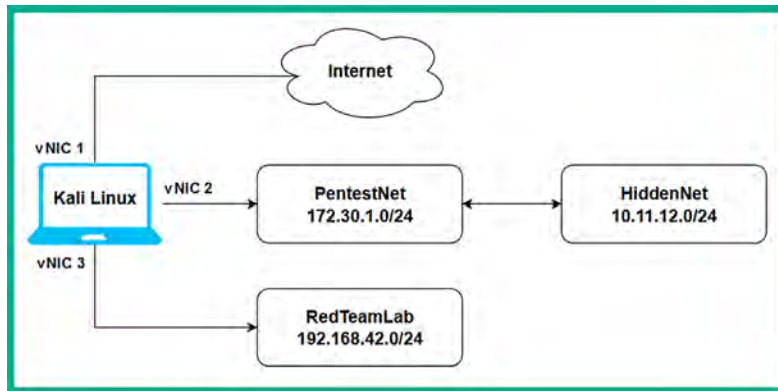 Internet
vNIC 1
Kali Linux
vNIC 2
PentestNet
172.30.1.0/24
HiddenNet
10.11.12.0/24
vNIC 3
RedTeamLab
192.168.42.0/24